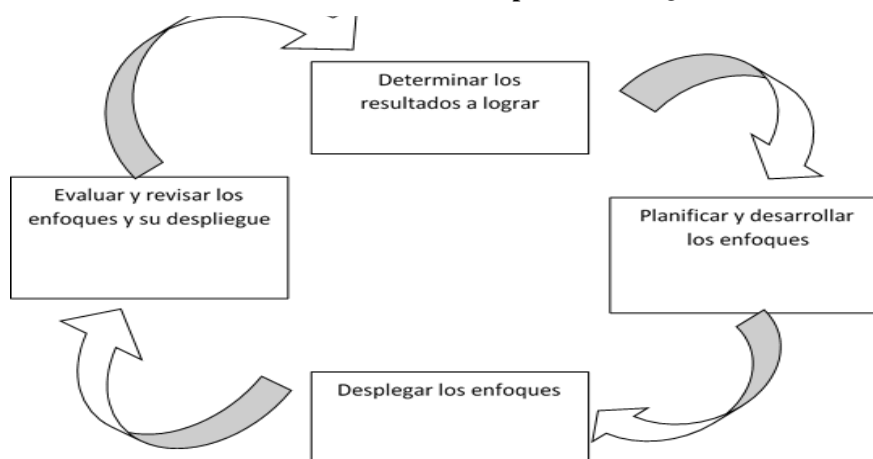 Determinar los
resultados a lograr
Evaluar y revisar los
enfoques y su despliegue
Planificar y desarrollar
los enfoques
Desplegar los enfoques